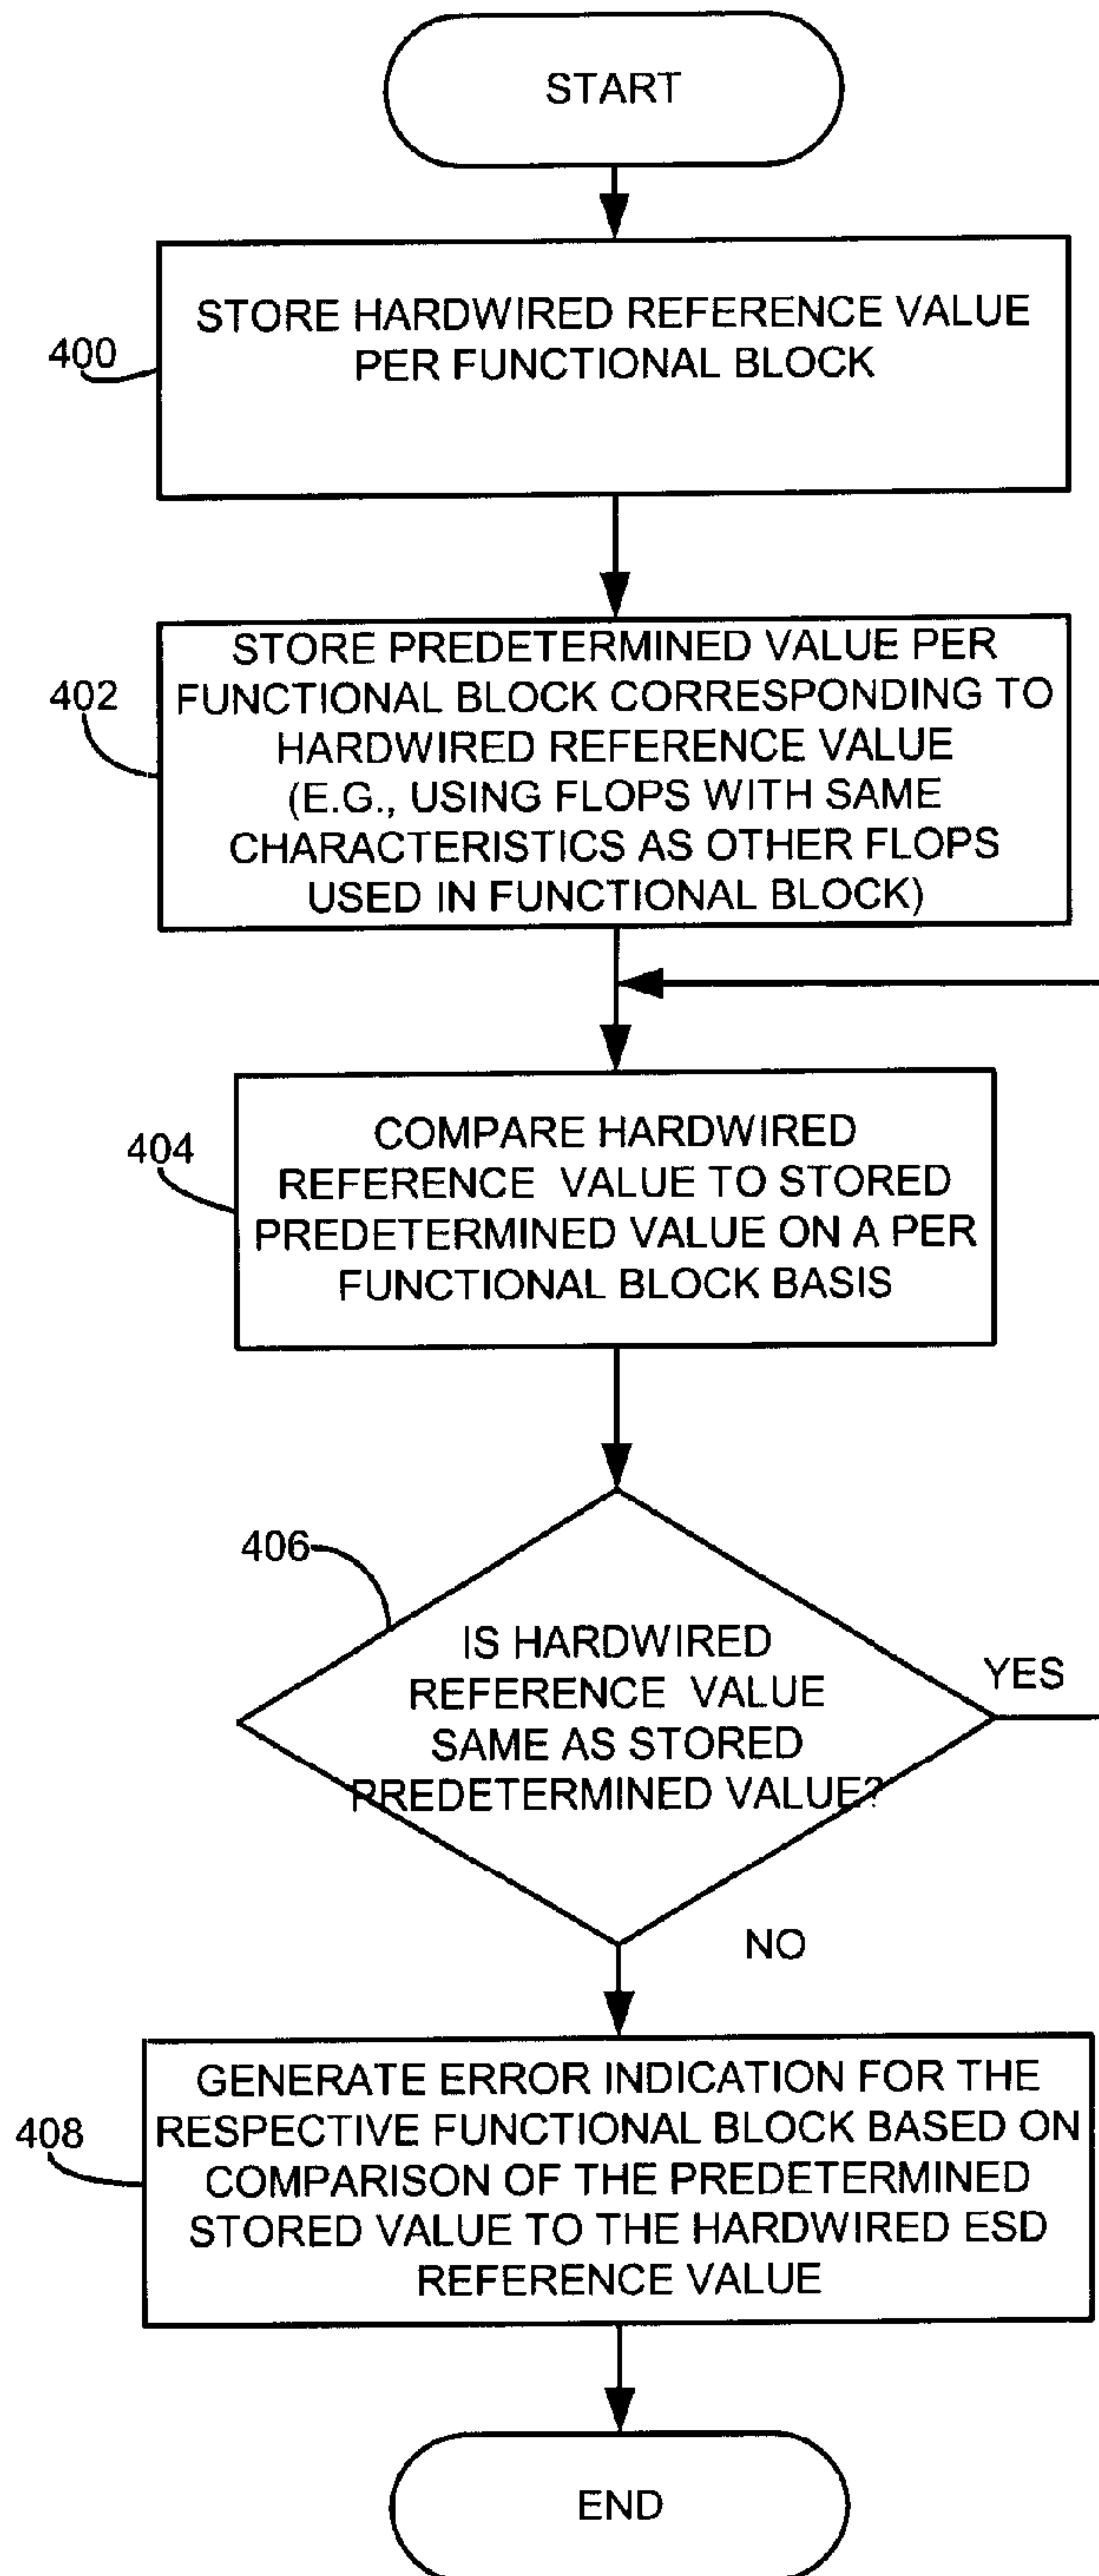 START
STORE HARDWIRED REFERENCE VALUE
PER FUNCTIONAL BLOCK
400
STORE PREDETERMINED VALUE PER
FUNCTIONAL BLOCK CORRESPONDING TO
HARDWIRED REFERENCE VALUE
(E.G., USING FLOPS WITH SAME
CHARACTERISTICS AS OTHER FLOPS
USED IN FUNCTIONAL BLOCK)
402
COMPARE HARDWIRED
REFERENCE VALUE TO STORED
PREDETERMINED VALUE ON A PER
FUNCTIONAL BLOCK BASIS
404
406
IS HARDWIRED
REFERENCE VALUE
SAME AS STORED
PREDETERMINED VALUE?
YES
NO
GENERATE ERROR INDICATION FOR THE
RESPECTIVE FUNCTIONAL BLOCK BASED ON
COMPARISON OF THE PREDETERMINED
STORED VALUE TO THE HARDWIRED ESD
REFERENCE VALUE
408
END